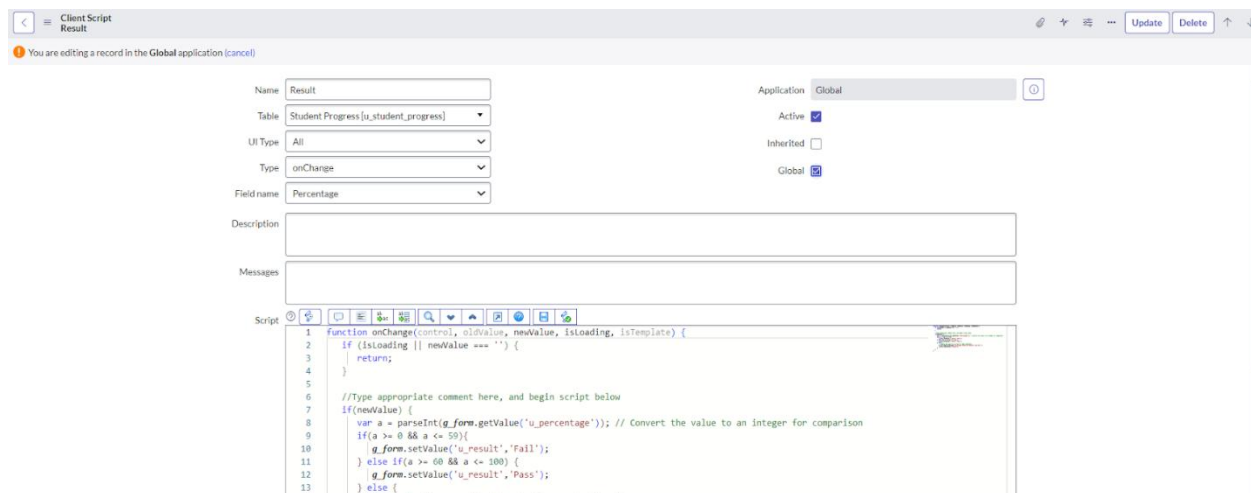 Client Script
Result
Update
Delete
You are editing a record in the Global application (cancel)
Name
Result
Application
Global
Table
Student Progress [u_student_progress]
Active
UI Type
All
Inherited
Type
onChange
Global
Field name
Percentage
Description
Messages
Script
1 function onChange(control, oldValue, newValue, isLoading, isTemplate) {
2 if (isLoading || newValue === '') {
3 return;
4 }
5
6 //Type appropriate comment here, and begin script below
7 if(newValue) {
8 var a = parseInt(g_form.getValue('u_percentage')); // Convert the value to an integer for comparison
9 if(a >= 0 && a <= 59){
10 g_form.setValue('u_result','Fail');
11 } else if(a >= 60 && a <= 100) {
12 g_form.setValue('u_result','Pass');
13 } else {